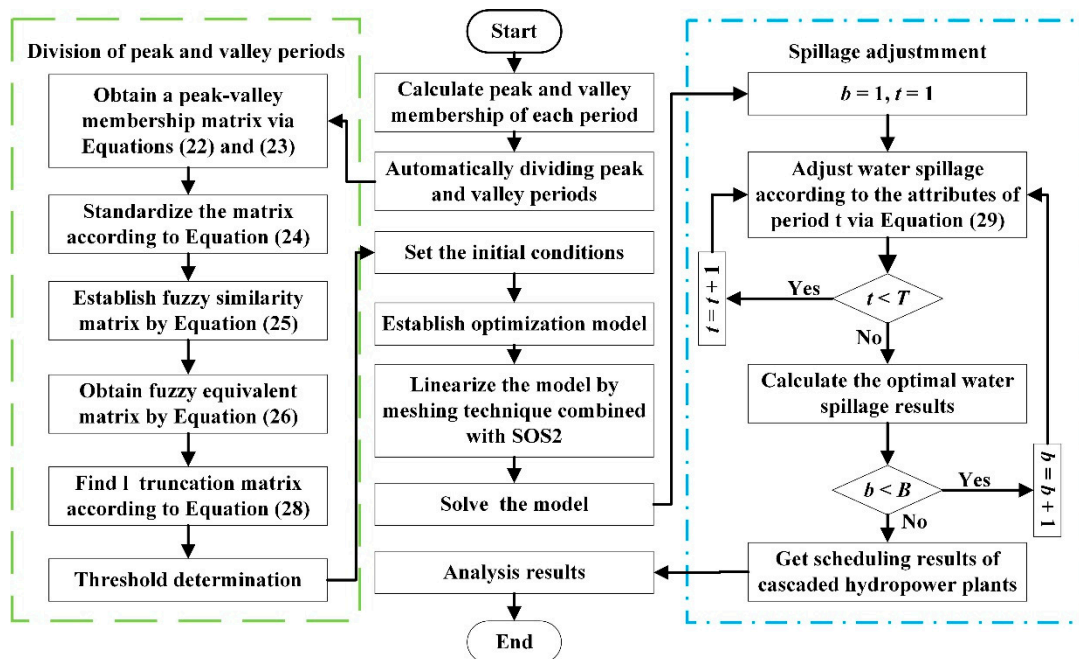 Start
Division of peak and valley periods
Obtain a peak-valley
membership matrix via
Equations (22) and (23)
Standardize the matrix
according to Equation (24)
Establish fuzzy similarity
matrix by Equation (25)
Obtain fuzzy equivalent
matrix by Equation (26)
Find l truncation matrix
according to Equation (28)
Threshold determination
Calculate peak and valley
membership of each period
Automatically dividing peak
and valley periods
Set the initial conditions
Establish optimization model
Linearize the model by
meshing technique combined
with SOS2
Solve the model
Analysis results
End
Spillage adjustmment
b = 1, t = 1
Adjust water spillage
according to the attributes of
period t via Equation (29)
t = t + 1
Yes
t < T
No
Calculate the optimal water
spillage results
b < B
Yes
b = b + 1
No
Get scheduling results of
cascaded hydropower plants